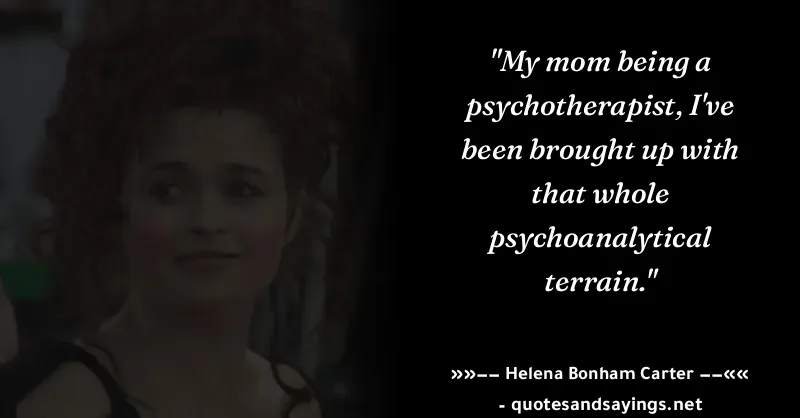 "My mom being a
psychotherapist, I've
been brought up with
that whole
psychoanalytical
terrain."
»»−− Helena Bonham Carter −−««
- quotesandsayings.net